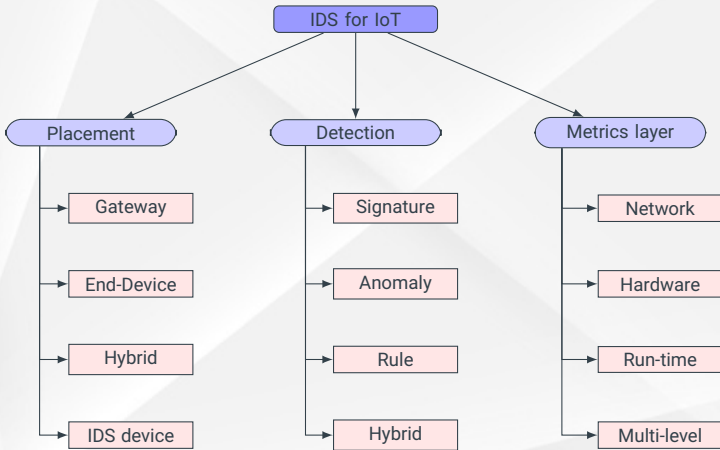 IDS for IoT
Placement
Detection
Metrics layer
Gateway
Signature
Network
End-Device
Anomaly
Hardware
Hybrid
Rule
Run-time
IDS device
Hybrid
Multi-level